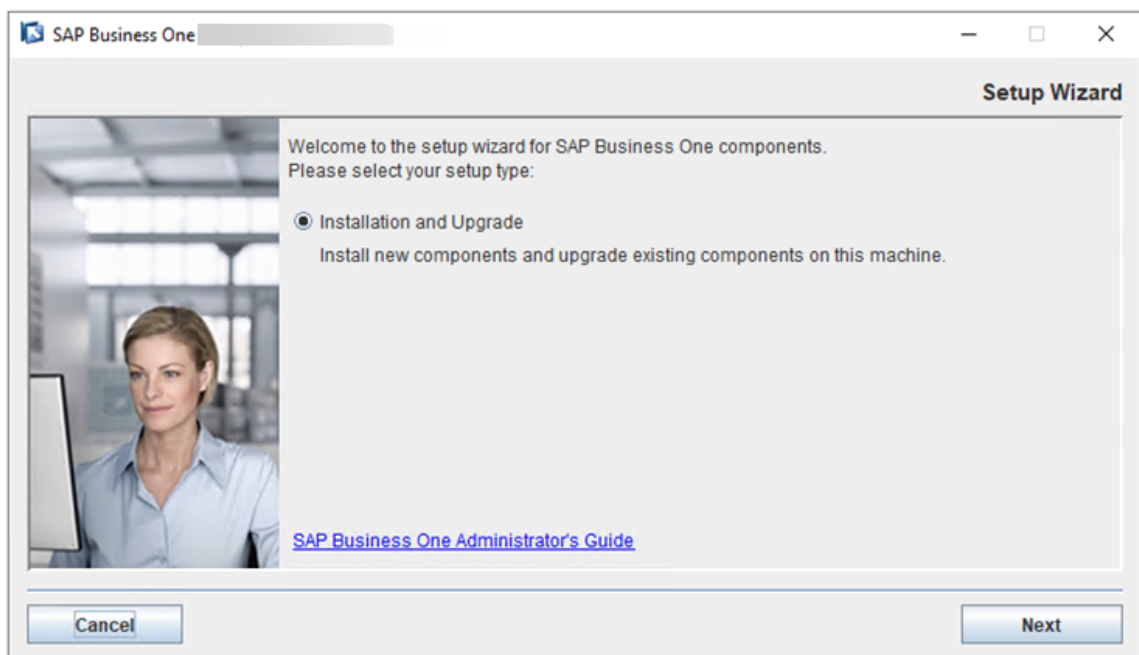 SAP Business One
Setup Wizard
Welcome to the setup wizard for SAP Business One components.
Please select your setup type:
Installation and Upgrade
Install new components and upgrade existing components on this machine.
SAP Business One Administrator's Guide
Cancel
Next